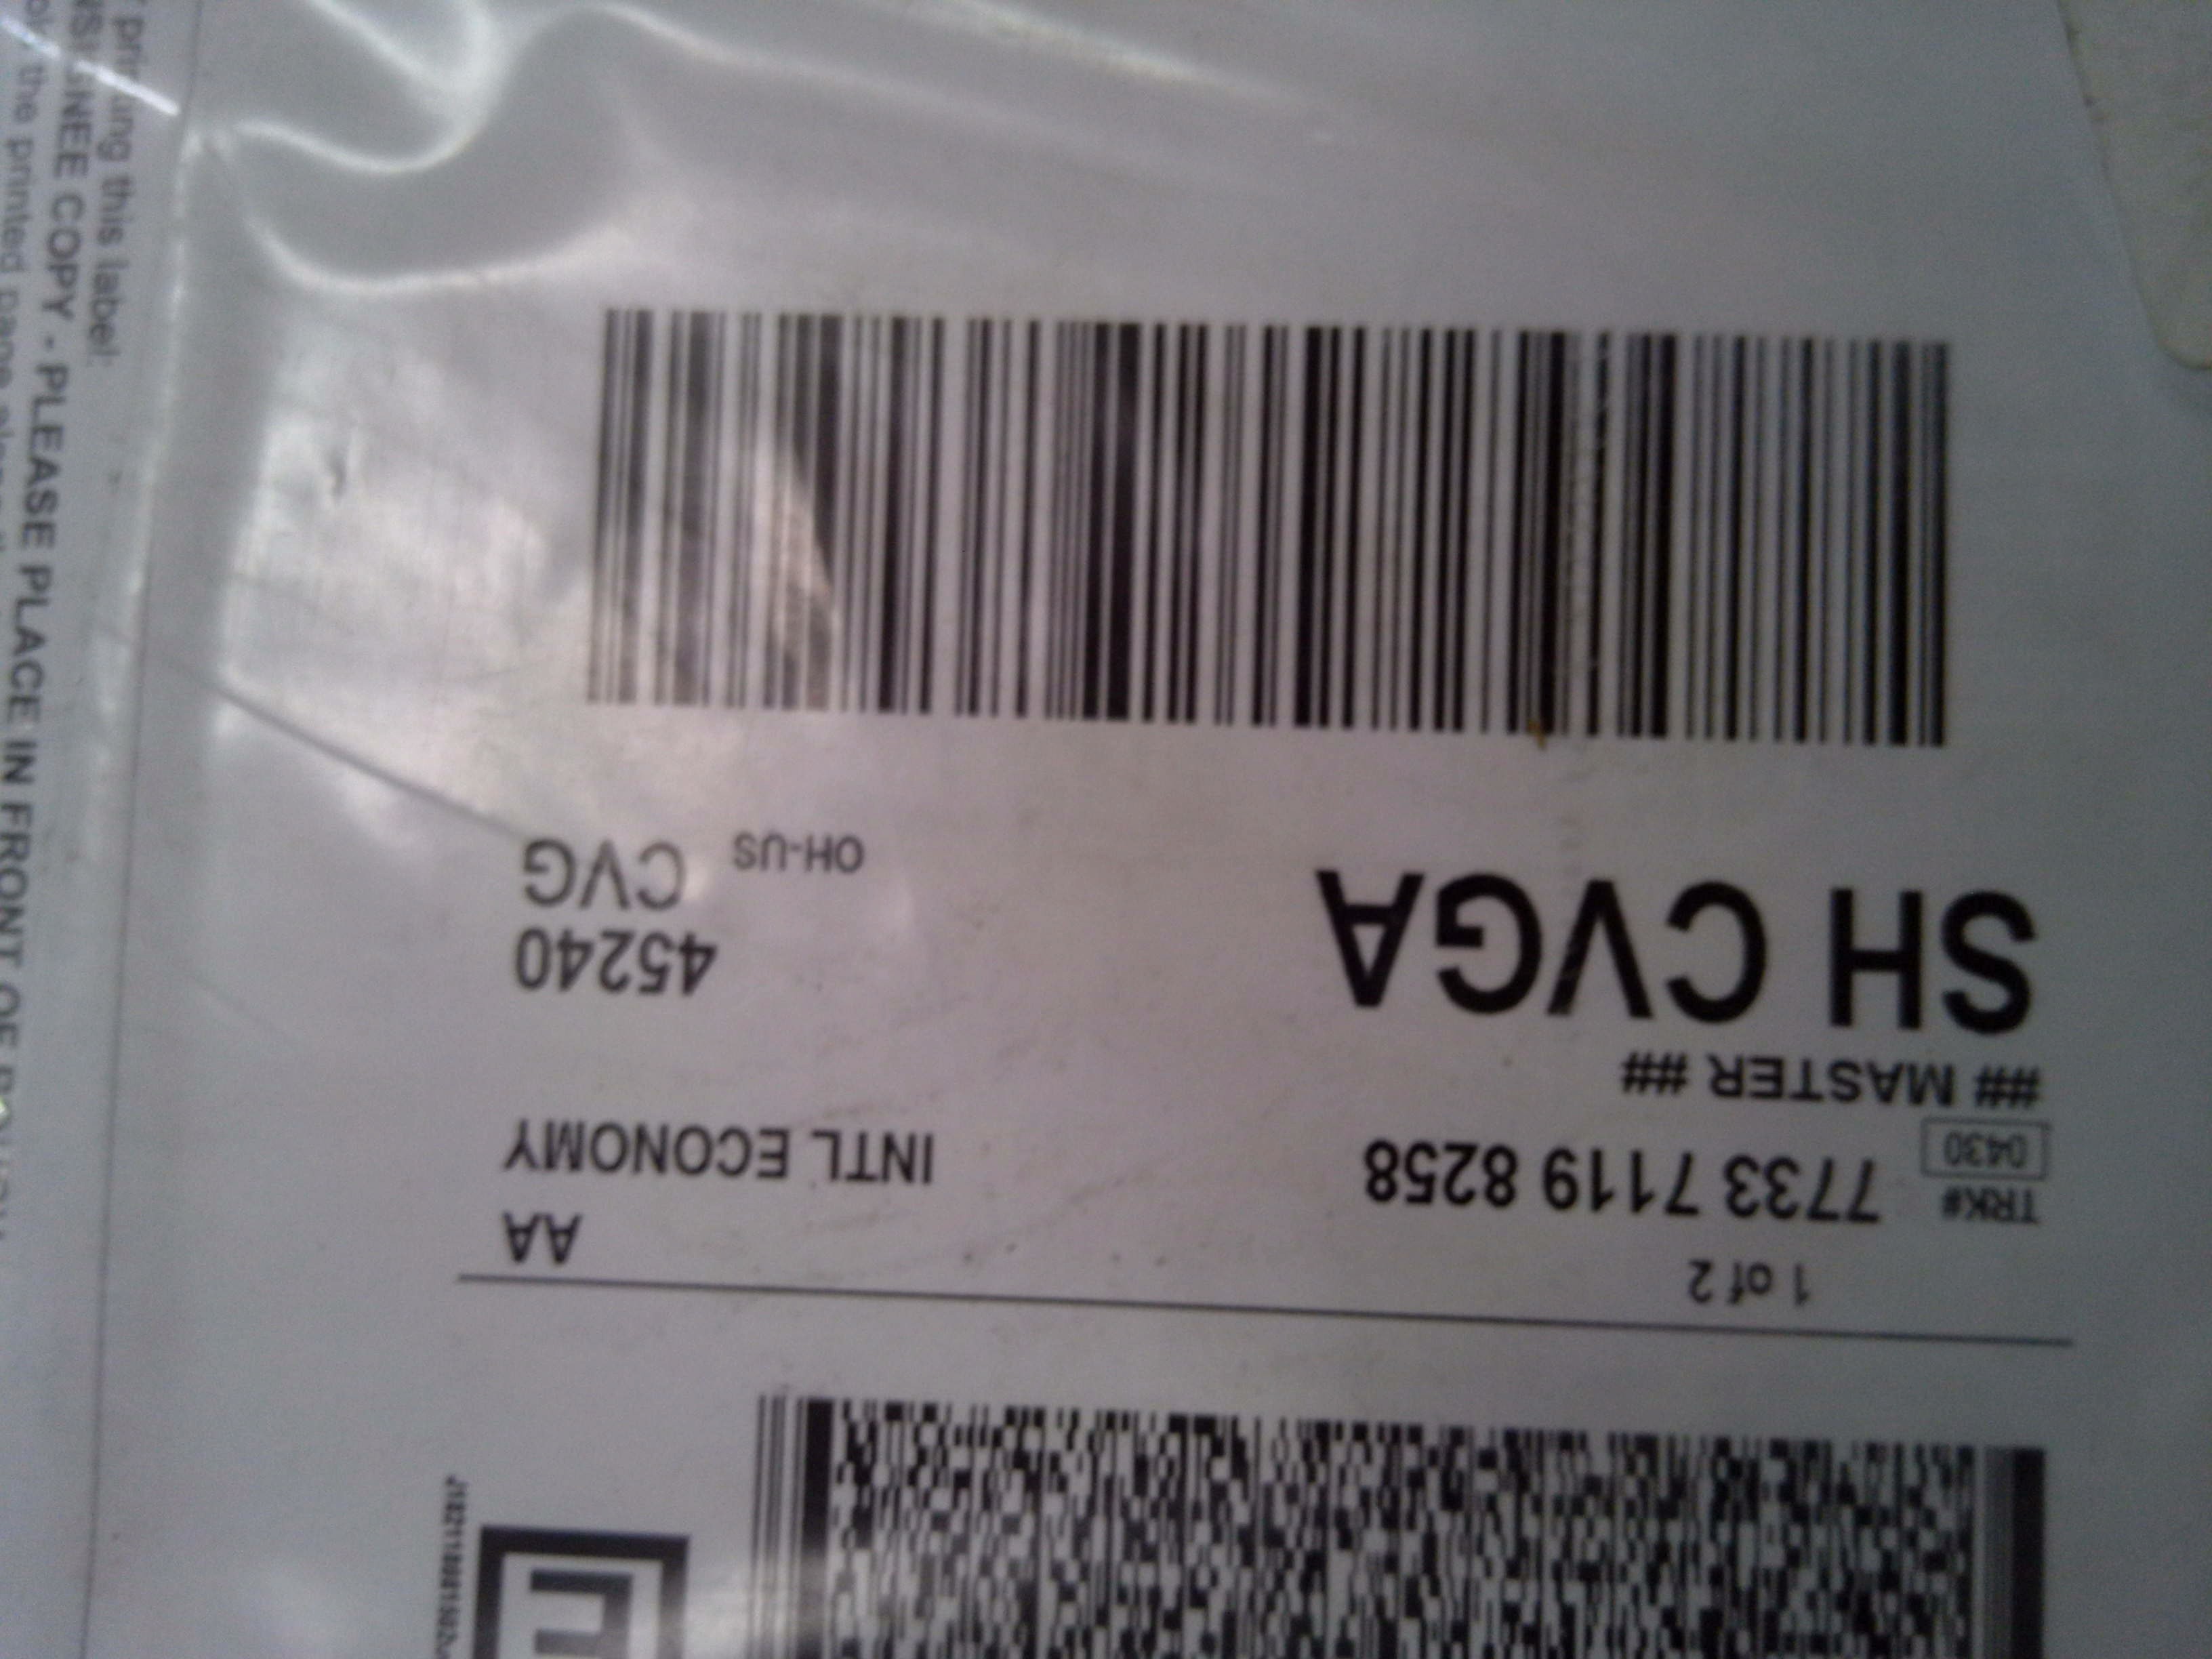 1 of 2
TRK#
0430
7733 7119 8258
## MASTER ##
SH CVGA
AA
INTL ECONOMY
45240
OH-US
CVG
E
printing this label:
NSIGNEE COPY - PLEASE PLACE IN FRONT OF
the printed page